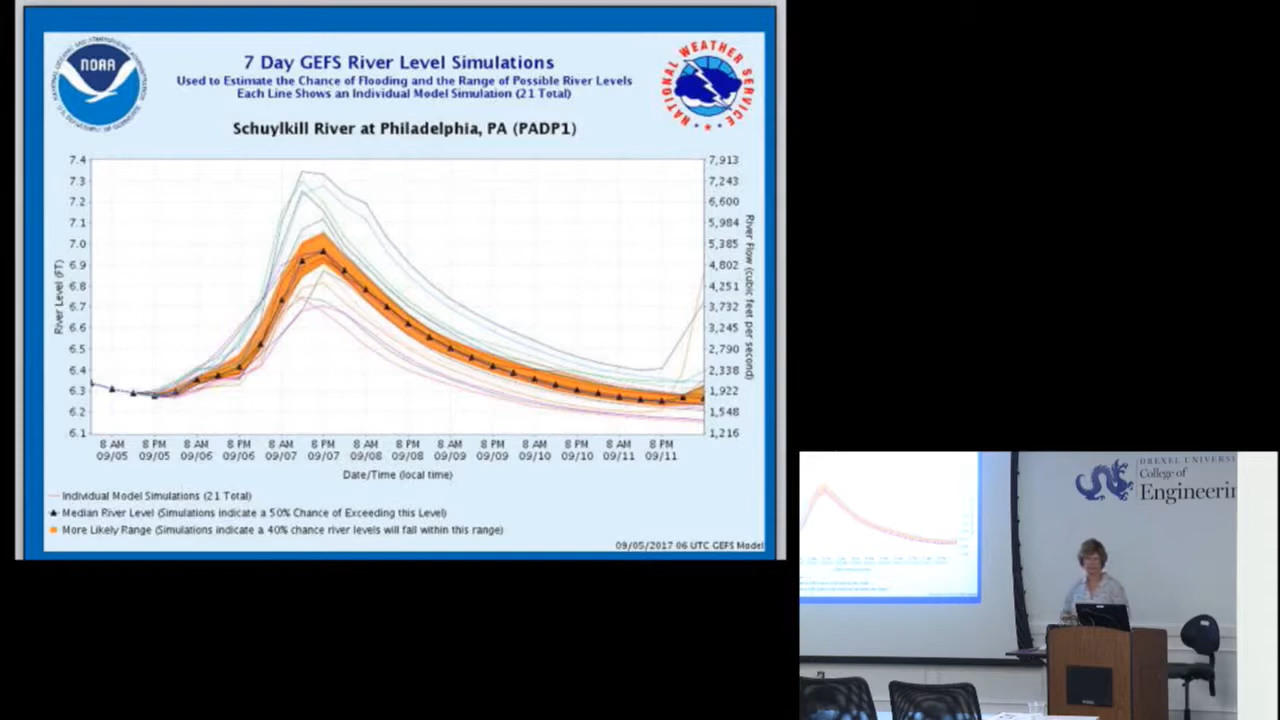 7 Day GEFS River Level Simulations
Used to Estimate the Chance of Flooding and the Range of Possible River Levels
Each Line Shows an Individual Model Simulation (21 Total)
NOAA
NATIONAL WEATHER SERVICE
Schuylkill River at Philadelphia, PA (PADP1)
7.4
7.3
7.2
7.1
7.0
6.9
6.8
6.7
6.6
6.5
6.4
6.3
6.2
6.1
River Level (FT)
7,913
7,243
6,600
5,984
5,385
4,802
4,251
3,732
3,245
2,790
2,338
1,922
1,548
1,216
River Flow (cubic feet per second)
8 AM 8 PM 8 AM 8 PM 8 AM 8 PM 8 AM 8 PM 8 AM 8 PM 8 AM 8 PM 8 AM 8 PM
09/05 09/05 09/06 09/06 09/07 09/07 09/08 09/08 09/09 09/09 09/10 09/10 09/11 09/11
Date/Time (local time)
Individual Model Simulations (21 Total)
Median River Level (Simulations indicate a 50% Chance of Exceeding this Level)
More Likely Range (Simulations indicate a 40% chance river levels will fall within this range)
09/05/2017 06 UTC GEFS Model
DREXEL UNIVERSI
College of
Engineerin